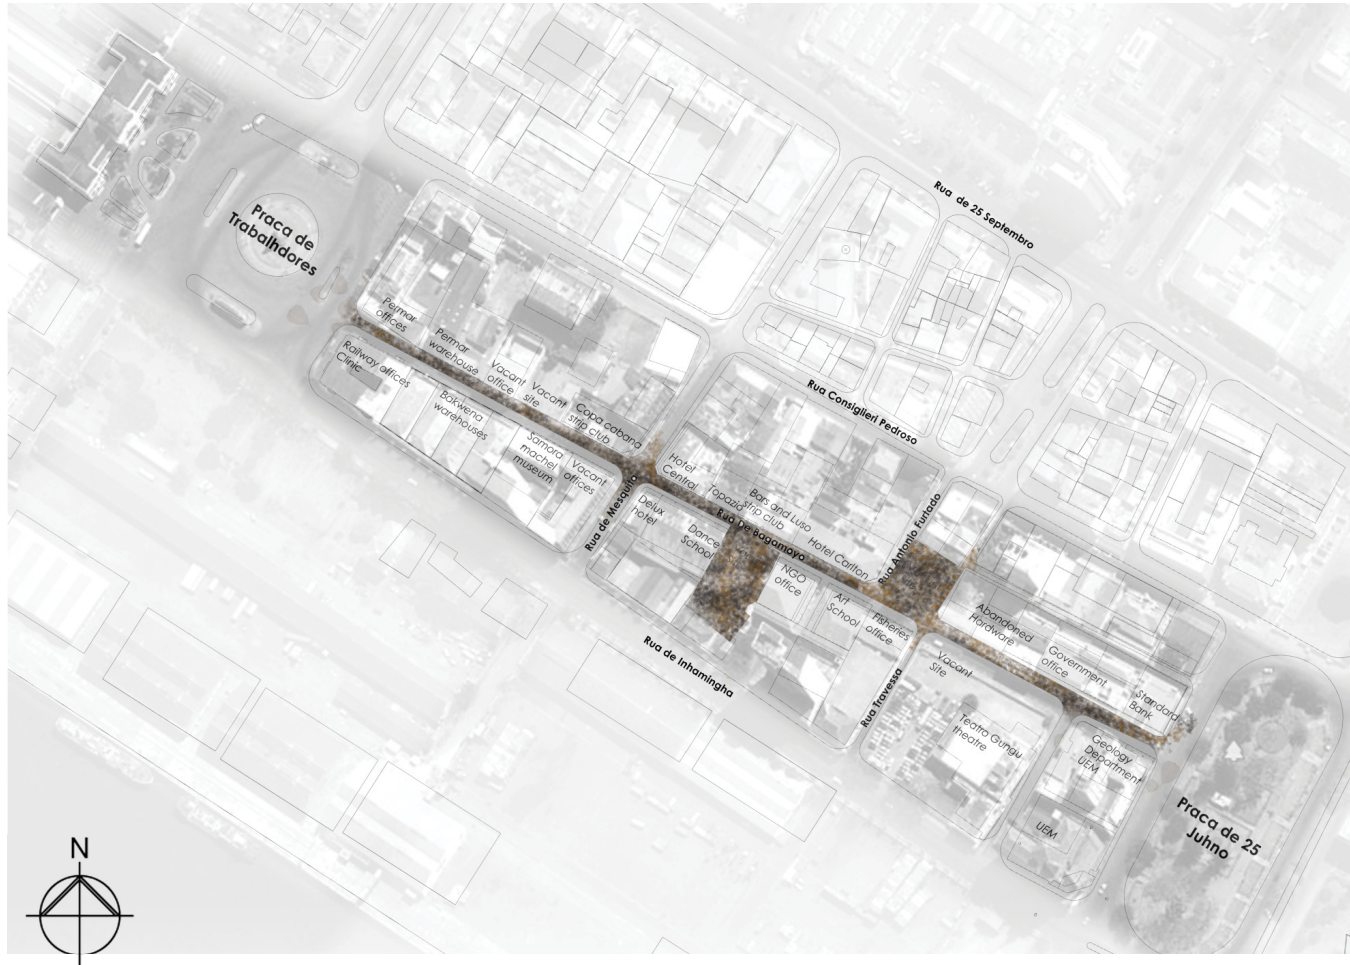 Rua de 25 Septembro
Praca de
Trabalhdores
Permar
offices
Permar
warehouse
Vacant
office
Vacant
site
Copa cabana
strip club
Railway offices
Clinic
Bakwena
warehouses
Samora
machel
museum
Vacant
offices
Rua Consiglieri Pedroso
Hotel
Central
Topazio
Bars and Luso
strip club
Rua De Bagamoyo
Hotel Carlton
Rua Antonio Furtado
Rua de Mesquita
Delux
hotel
Dance
School
NGO
office
Art
School
Fisheries
office
Abandoned
Hardware
Government
office
Standard
Bank
Rua de Inhamingha
Rua Travessa
Vacant
Site
Teatro Gungu
theatre
Geology
Department
UEM
UEM
Praca de 25
Juhno
N